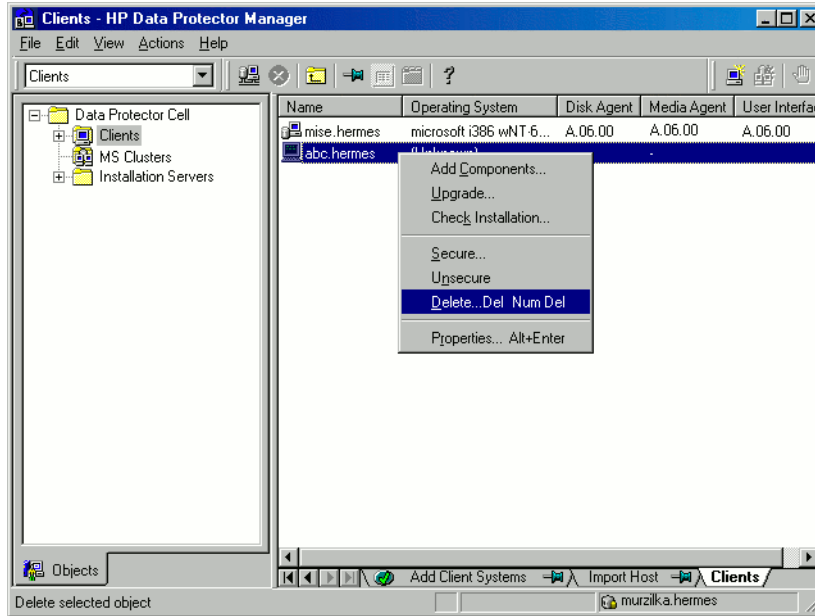 Clients - HP Data Protector Manager
File Edit View Actions Help
Clients
Data Protector Cell
Clients
MS Clusters
Installation Servers
Name Operating System Disk Agent Media Agent User Interfa
mise.hermes microsoft i386 wNT-6... A.06.00 A.06.00 A.06.00
abc.hermes (Unknown) -
Add Components...
Upgrade...
Check Installation...
Secure...
Unsecure
Delete...Del Num Del
Properties... Alt+Enter
Objects
Add Client Systems Import Host Clients
Delete selected object murzilka.hermes